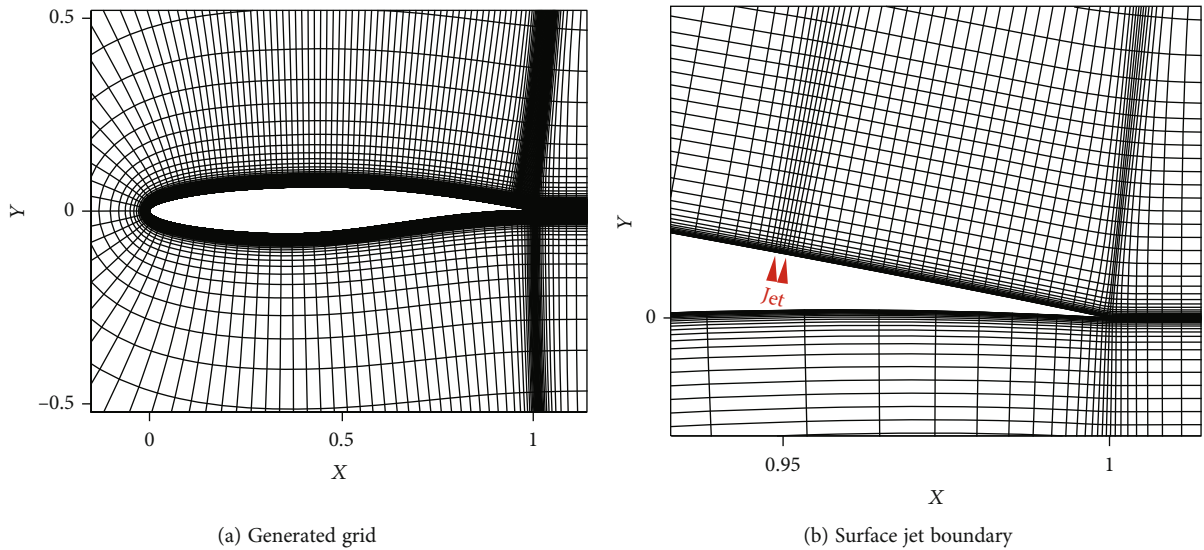 0.5
0
–0.5
Y
0
0.5
1
X
(a) Generated grid
Y
0
Jet
0.95
1
X
(b) Surface jet boundary